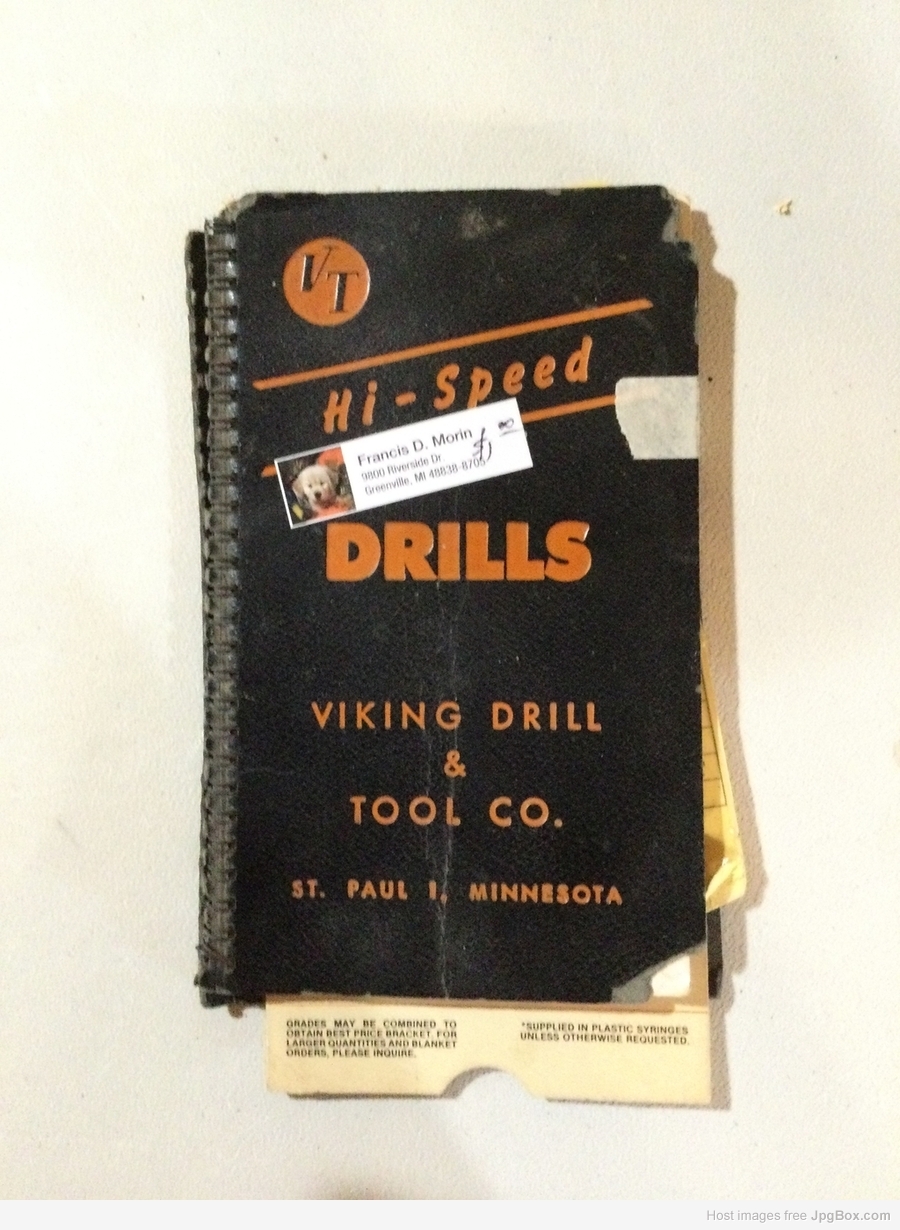 VT
Hi-Speed
Francis D. Morin
9800 Riverside Dr.
Greenville, MI 48838-8705
DRILLS
VIKING DRILL
&
TOOL CO.
ST. PAUL 1, MINNESOTA
GRADES MAY BE COMBINED TO
OBTAIN BEST PRICE BRACKET. FOR
LARGER QUANTITIES AND BLANKET
ORDERS, PLEASE INQUIRE.
*SUPPLIED IN PLASTIC SYRINGES
UNLESS OTHERWISE REQUESTED.
Host images free JpgBox.com